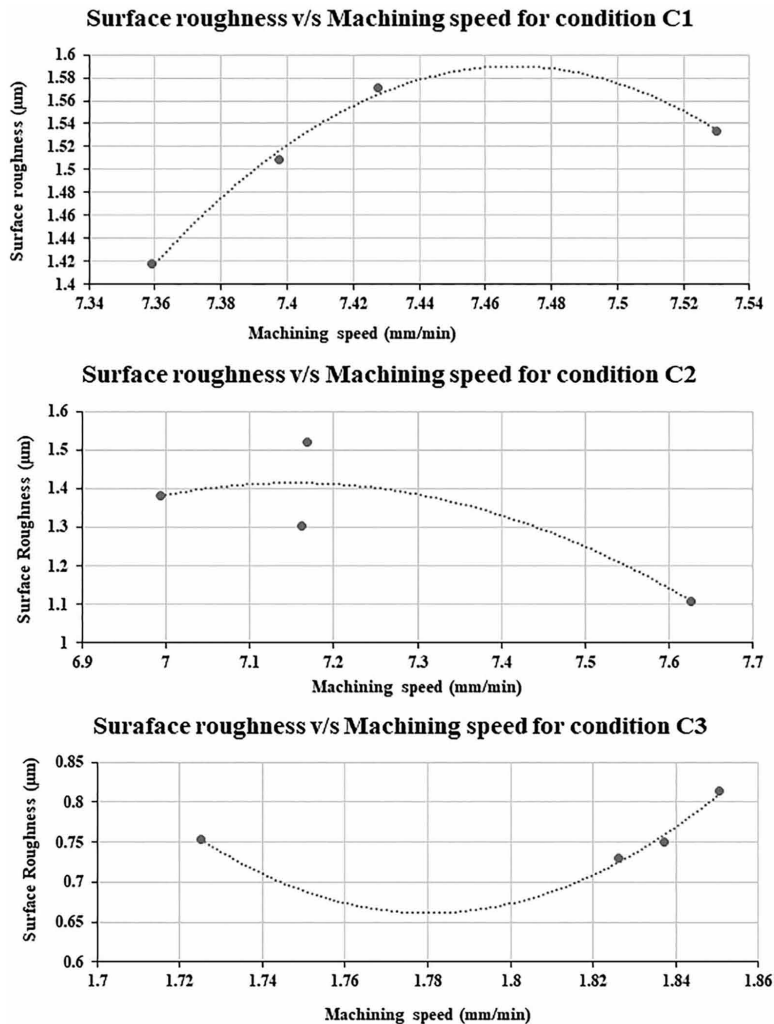 Surface roughness v/s Machining speed for condition C1
Surface roughness (µm)
1.6
1.58
1.56
1.54
1.52
1.5
1.48
1.46
1.44
1.42
1.4
7.34 7.36 7.38 7.4 7.42 7.44 7.46 7.48 7.5 7.52 7.54
Machining speed (mm/min)
Surface roughness v/s Machining speed for condition C2
Surface Roughness (µm)
1.6
1.5
1.4
1.3
1.2
1.1
1
6.9 7 7.1 7.2 7.3 7.4 7.5 7.6 7.7
Machining speed (mm/min)
Suraface roughness v/s Machining speed for condition C3
Surface Roughness (µm)
0.85
0.8
0.75
0.7
0.65
0.6
1.7 1.72 1.74 1.76 1.78 1.8 1.82 1.84 1.86
Machining speed (mm/min)